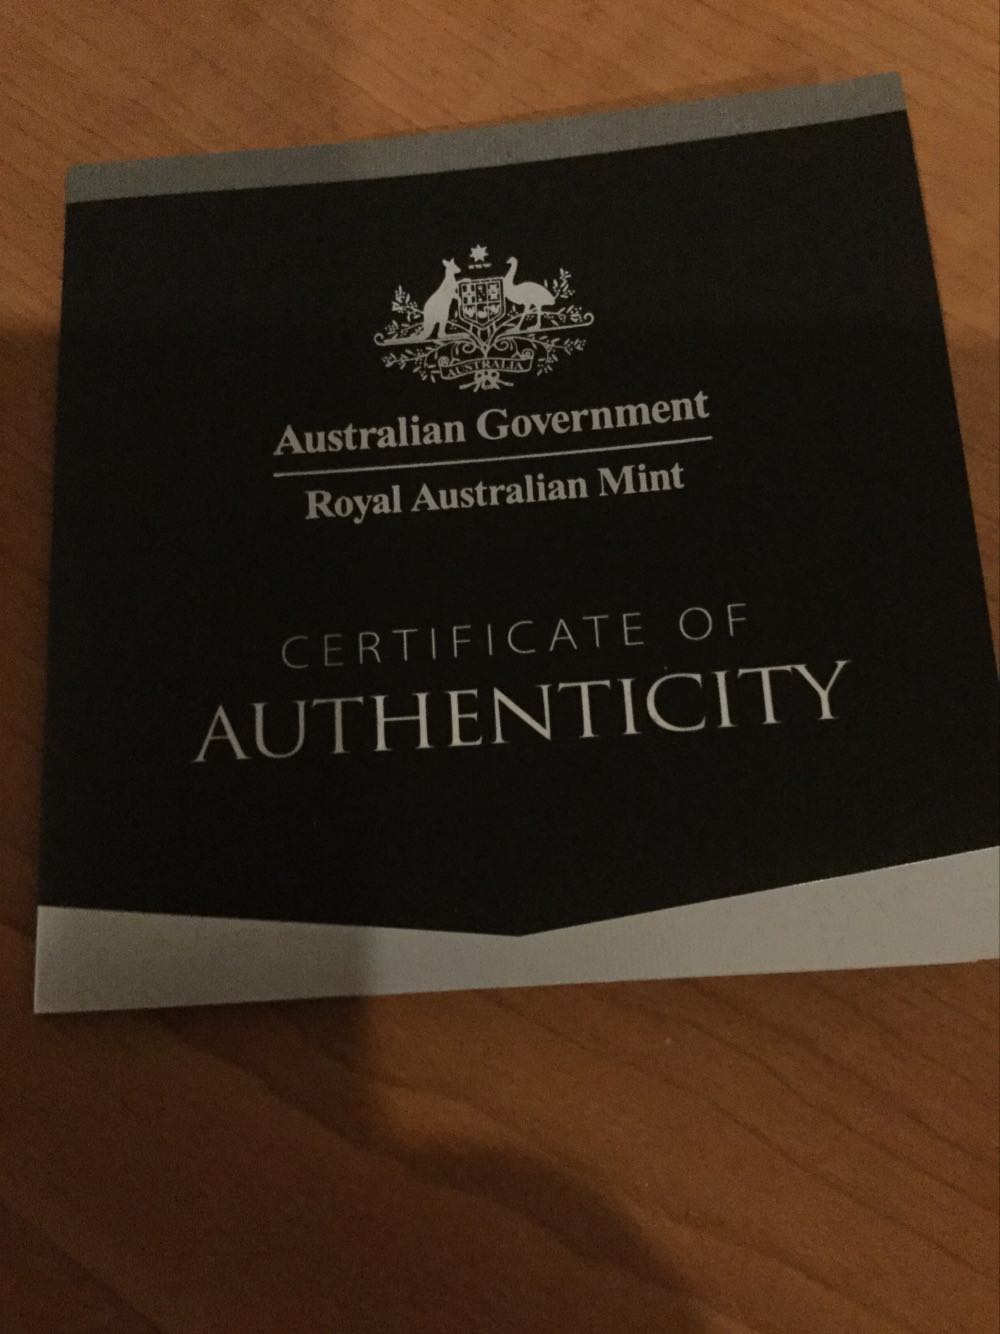 AUSTRALIA
Australian Government
Royal Australian Mint
CERTIFICATE OF
AUTHENTICITY